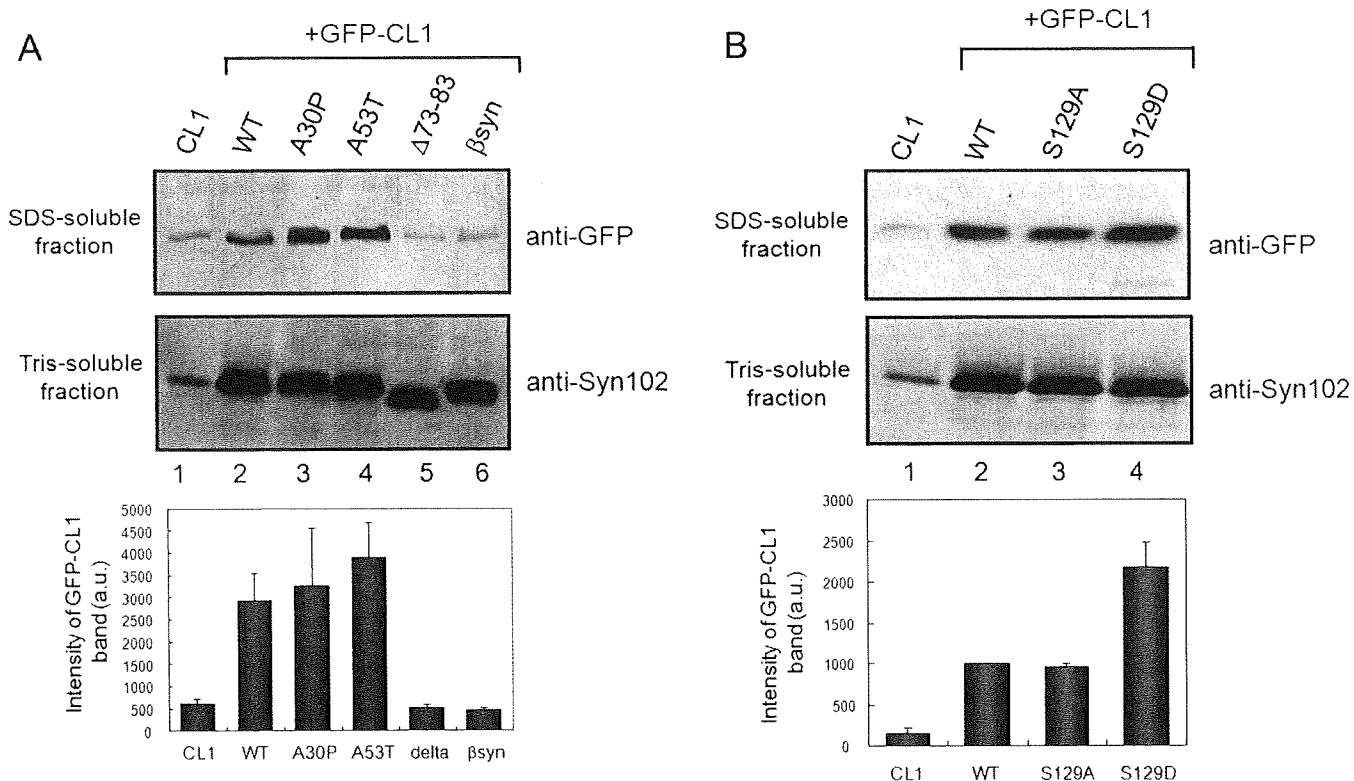 A
+GFP-CL1
CL1 WT A30P A53T Δ73-83 βsyn
SDS-soluble
fraction
anti-GFP
Tris-soluble
fraction
anti-Syn102
1 2 3 4 5 6
Intensity of GFP-CL1
band (a.u.)
5000
4500
4000
3500
3000
2500
2000
1500
1000
500
0
CL1 WT A30P A53T delta βsyn
B
+GFP-CL1
CL1 WT S129A S129D
SDS-soluble
fraction
anti-GFP
Tris-soluble
fraction
anti-Syn102
1 2 3 4
Intensity of GFP-CL1
band (a.u.)
3000
2500
2000
1500
1000
500
0
CL1 WT S129A S129D